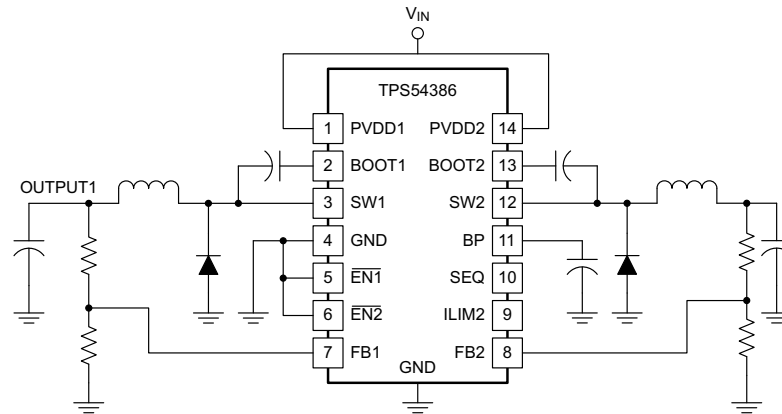 VIN
TPS54386
1 PVDD1 PVDD2 14
2 BOOT1 BOOT2 13
OUTPUT1
3 SW1 SW2 12
4 GND BP 11
5 EN1 SEQ 10
6 EN2 ILIM2 9
7 FB1 FB2 8
GND